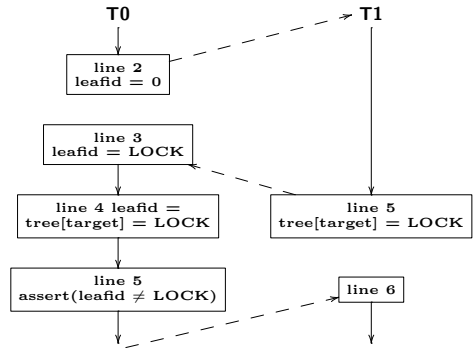 T0
T1
line 2
leafid = 0
line 3
leafid = LOCK
line 4 leafid =
tree[target] = LOCK
line 5
tree[target] = LOCK
line 5
assert(leafid ≠ LOCK)
line 6